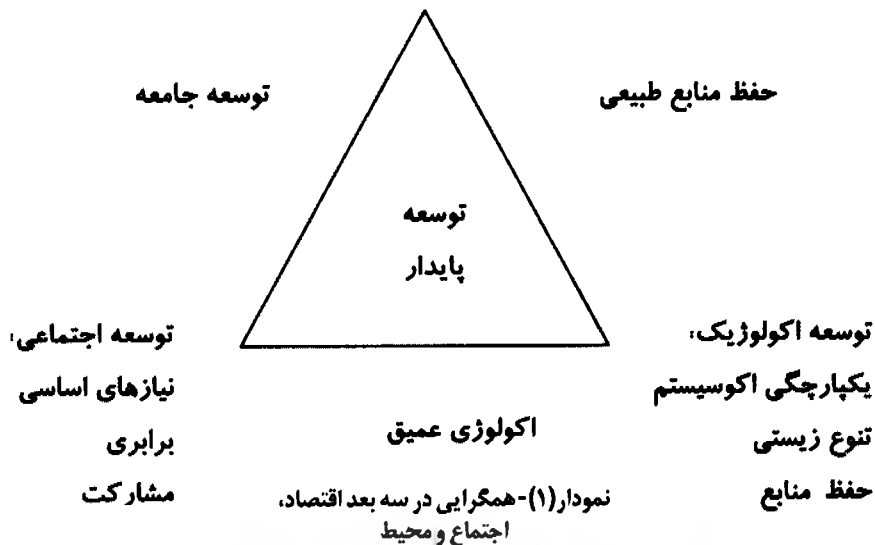 حفظ منابع طبیعی
توسعه جامعه
توسعه
پایدار
توسعه اکولوژیک:
یکپارچگی اکوسیستم
تنوع زیستی
حفظ منابع
توسعه اجتماعی:
نیازهای اساسی
برابری
مشارکت
اکولوژی عمیق
نمودار(۱)-همگرایی در سه بعد اقتصاد،
اجتماع و محیط